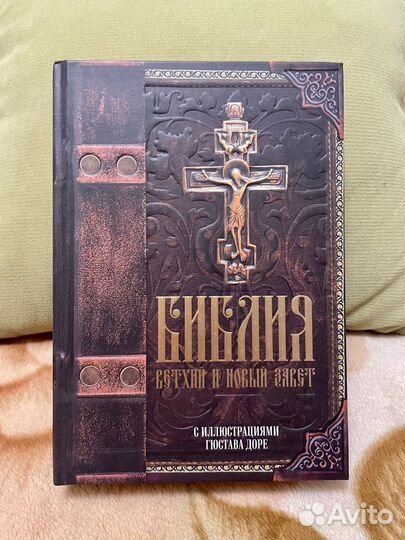 БИБЛИЯ
ВЕТХИЙ И НОВЫЙ ЗАВЕТ
С ИЛЛЮСТРАЦИЯМИ
ГЮСТАВА ДОРЕ
Avito